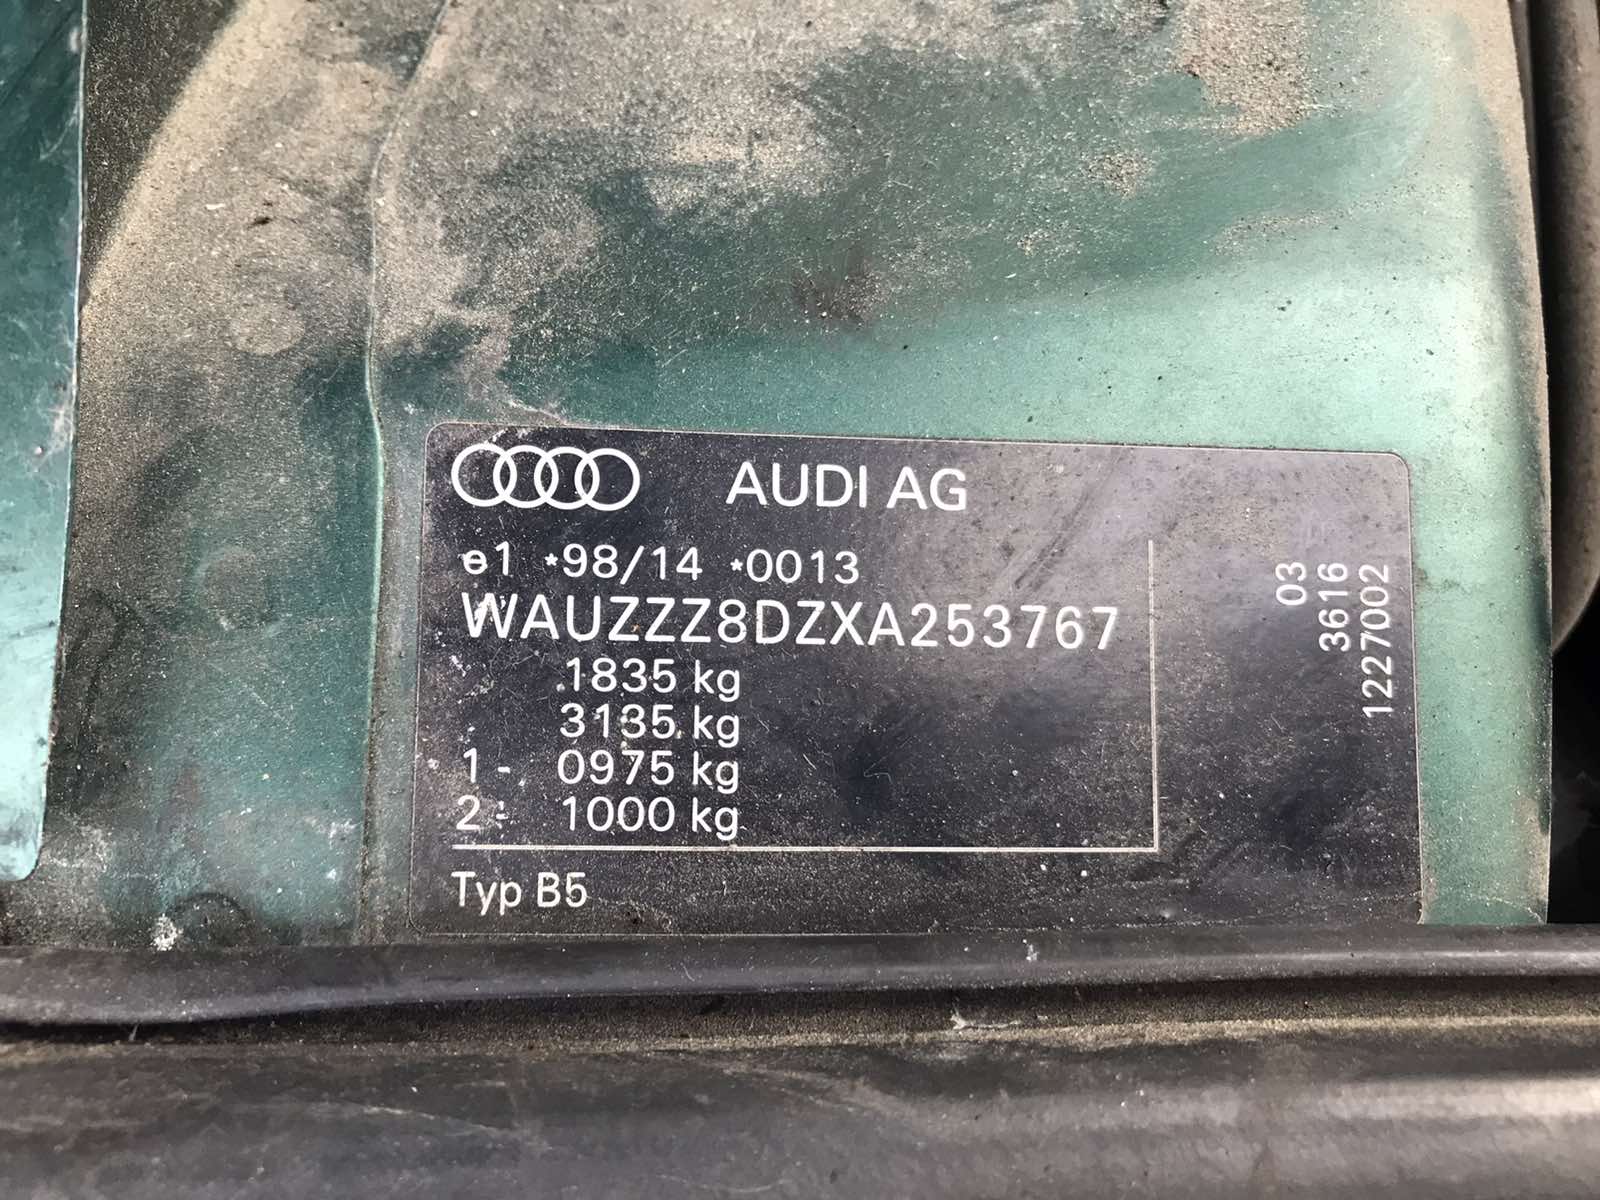 AUDI AG
e1 *98/14 *0013
WAUZZZ8DZXA253767
1835 kg
3135 kg
1- 0975 kg
2- 1000 kg
Typ B5
03
3616
1227002